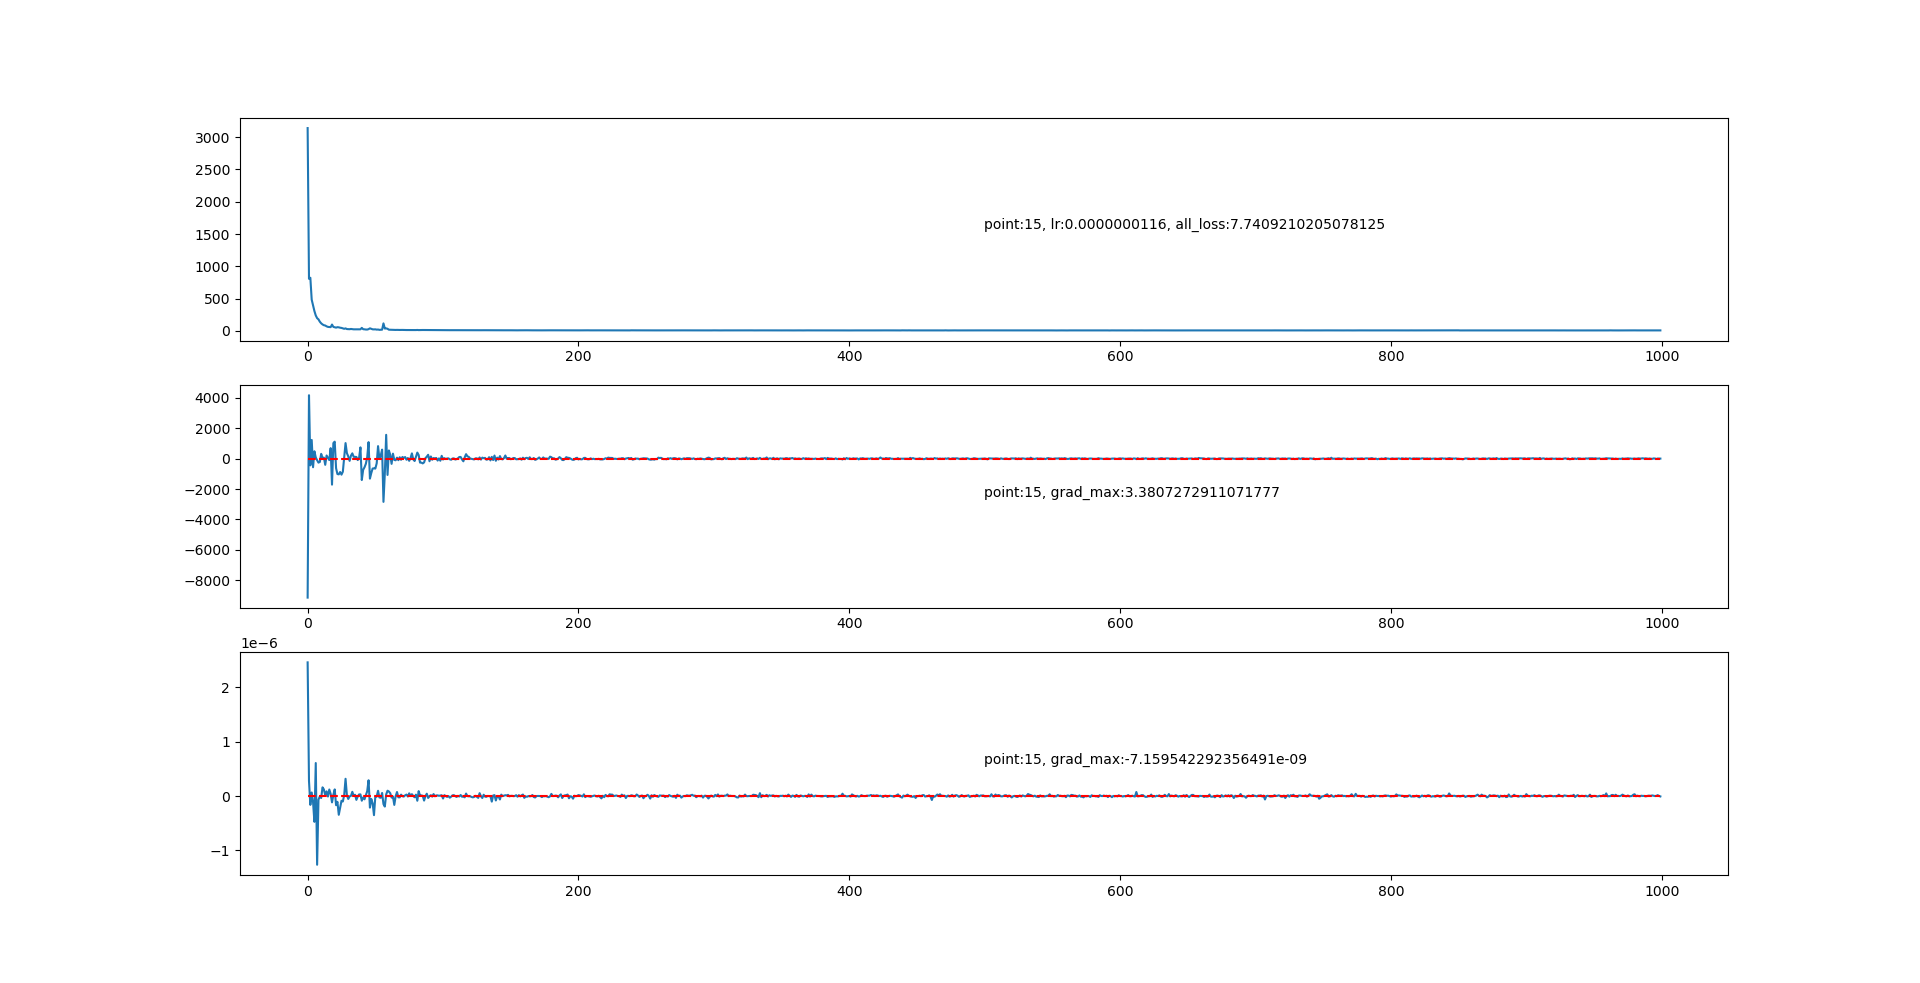 3000
2500
2000
1500
1000
500
0
point:15, lr:0.0000000116, all_loss:7.7409210205078125
0 200 400 600 800 1000
4000
2000
0
−2000
−4000
−6000
−8000
point:15, grad_max:3.3807272911071777
0 200 400 600 800 1000
1e−6
2
1
0
−1
point:15, grad_max:-7.159542292356491e-09
0 200 400 600 800 1000